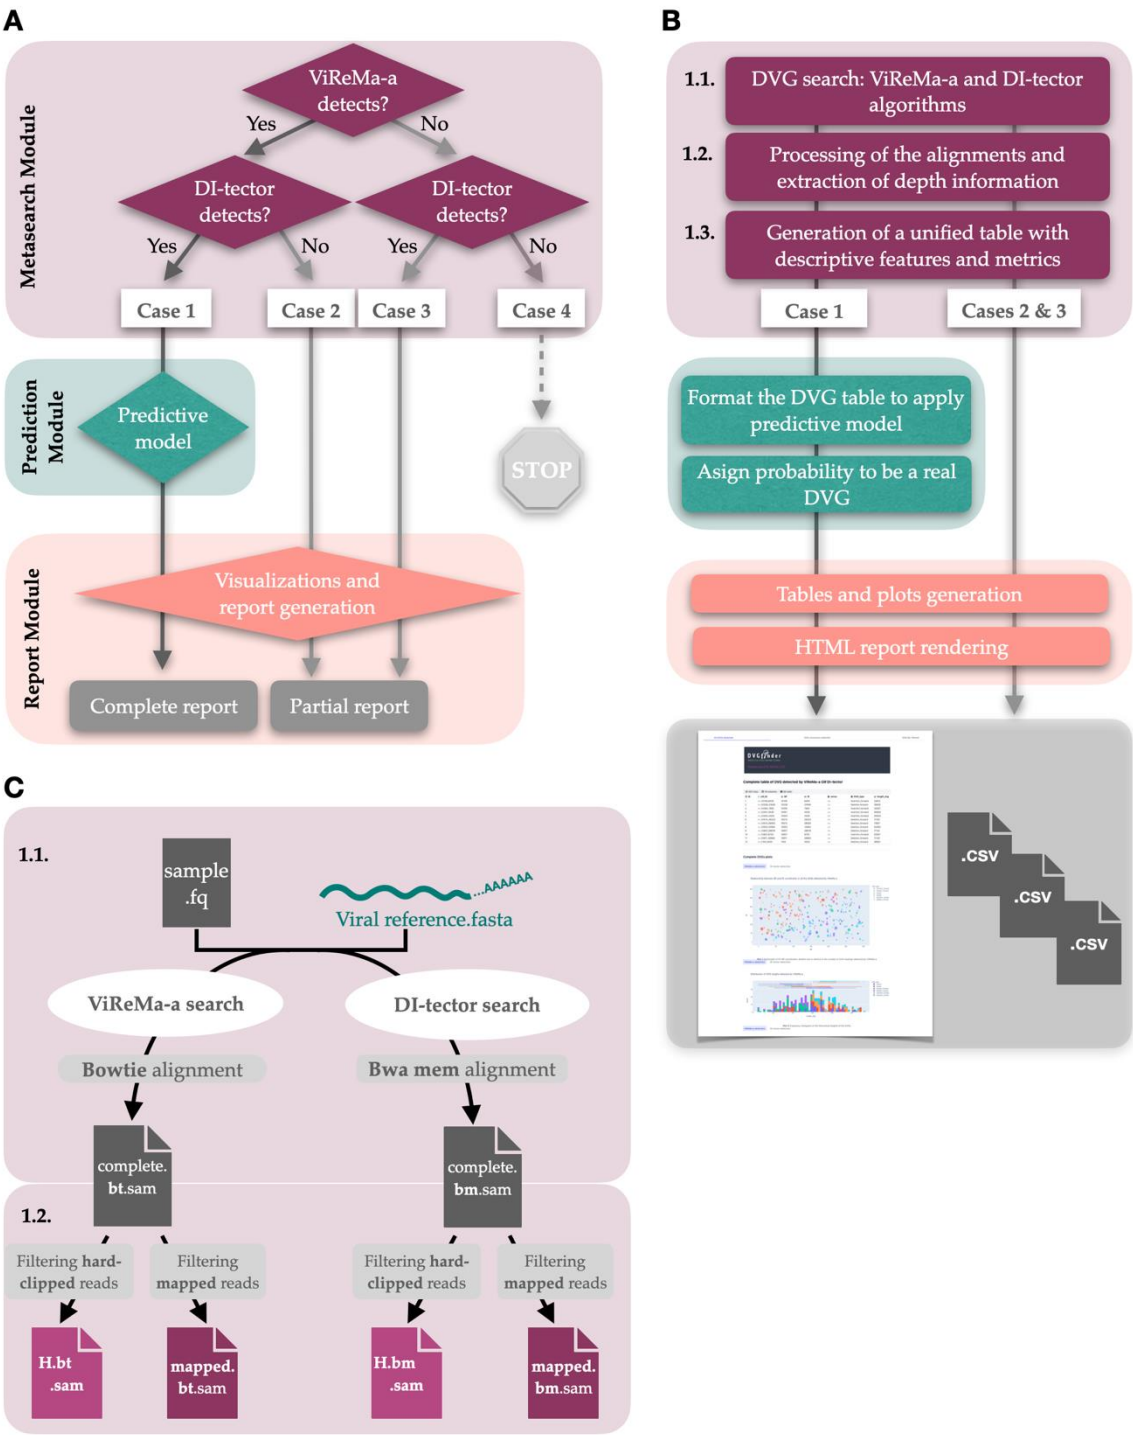 A
Metasearch Module
ViReMa-a
detects?
Yes
No
DI-tector
detects?
DI-tector
detects?
Yes
No
Yes
No
Case 1
Case 2
Case 3
Case 4
Prediction
Module
Predictive
model
STOP
Report Module
Visualizations and
report generation
Complete report
Partial report
B
1.1.
DVG search: ViReMa-a and DI-tector
algorithms
1.2.
Processing of the alignments and
extraction of depth information
1.3.
Generation of a unified table with
descriptive features and metrics
Case 1
Cases 2 & 3
Format the DVG table to apply
predictive model
Asign probability to be a real
DVG
Tables and plots generation
HTML report rendering
.CSV
.CSV
.CSV
C
1.1.
sample
.fq
...AAAAAA
Viral reference.fasta
ViReMa-a search
DI-tector search
Bowtie alignment
Bwa mem alignment
complete.
bt.sam
complete.
bm.sam
1.2.
Filtering hard-
clipped reads
Filtering
mapped reads
Filtering hard-
clipped reads
Filtering
mapped reads
H.bt
.sam
mapped.
bt.sam
H.bm
.sam
mapped.
bm.sam